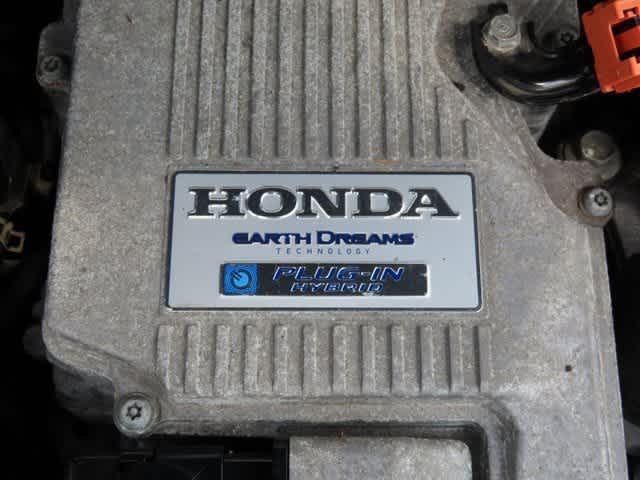 HONDA
EARTH DREAMS
TECHNOLOGY
PLUG-IN
HYBRID